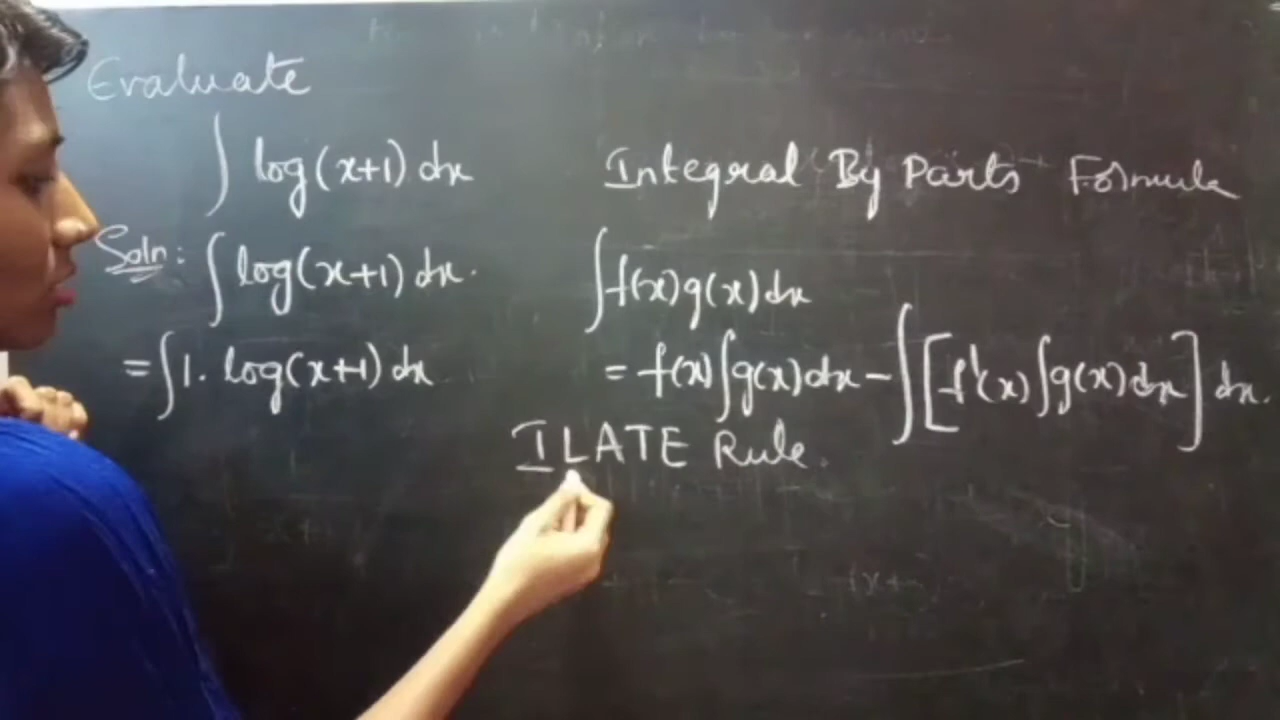 Evaluate
∫ log(x+1) dx
Soln: ∫ log(x+1) dx.
= ∫ 1. log(x+1) dx
Integral By Parts Formula
∫ f(x) g(x) dx
= f(x) ∫ g(x) dx − ∫ [ f'(x) ∫ g(x) dx ] dx.
ILATE Rule.